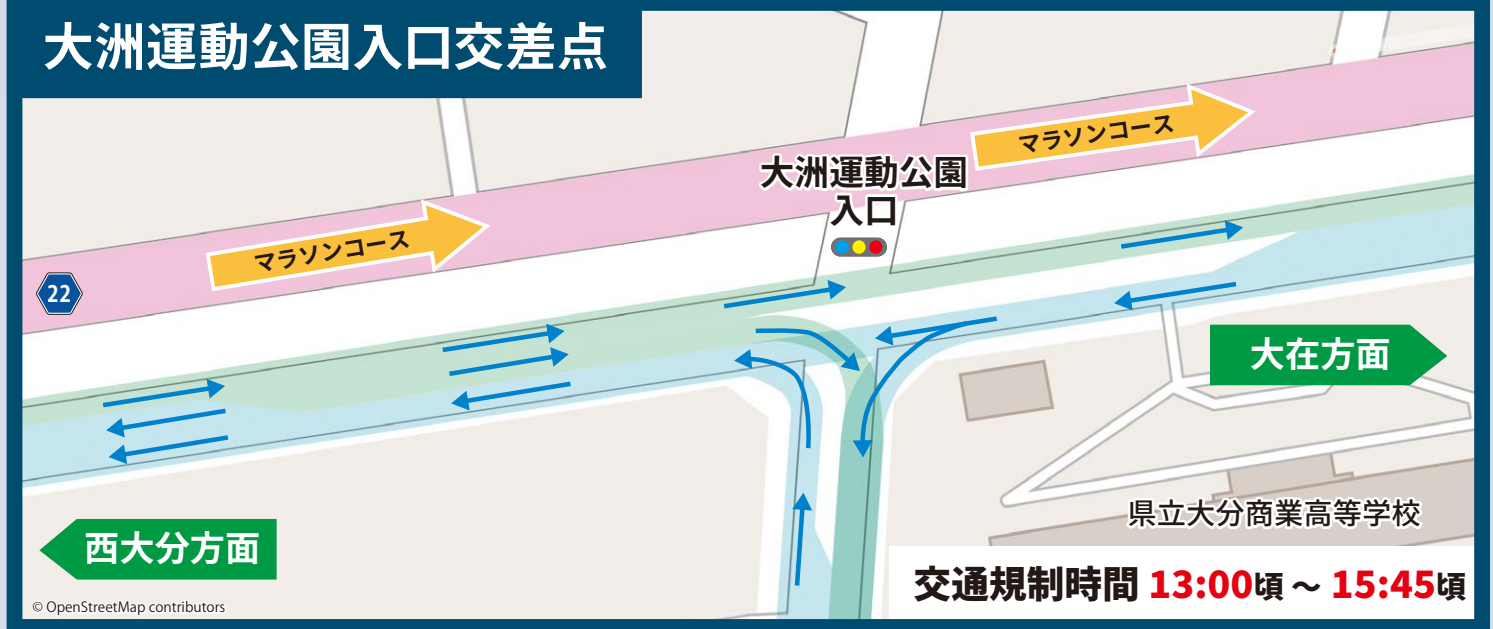 大洲運動公園入口交差点
マラソンコース
大洲運動公園
入口
マラソンコース
22
大在方面
県立大分商業高等学校
西大分方面
交通規制時間 13:00頃 ～ 15:45頃
© OpenStreetMap contributors